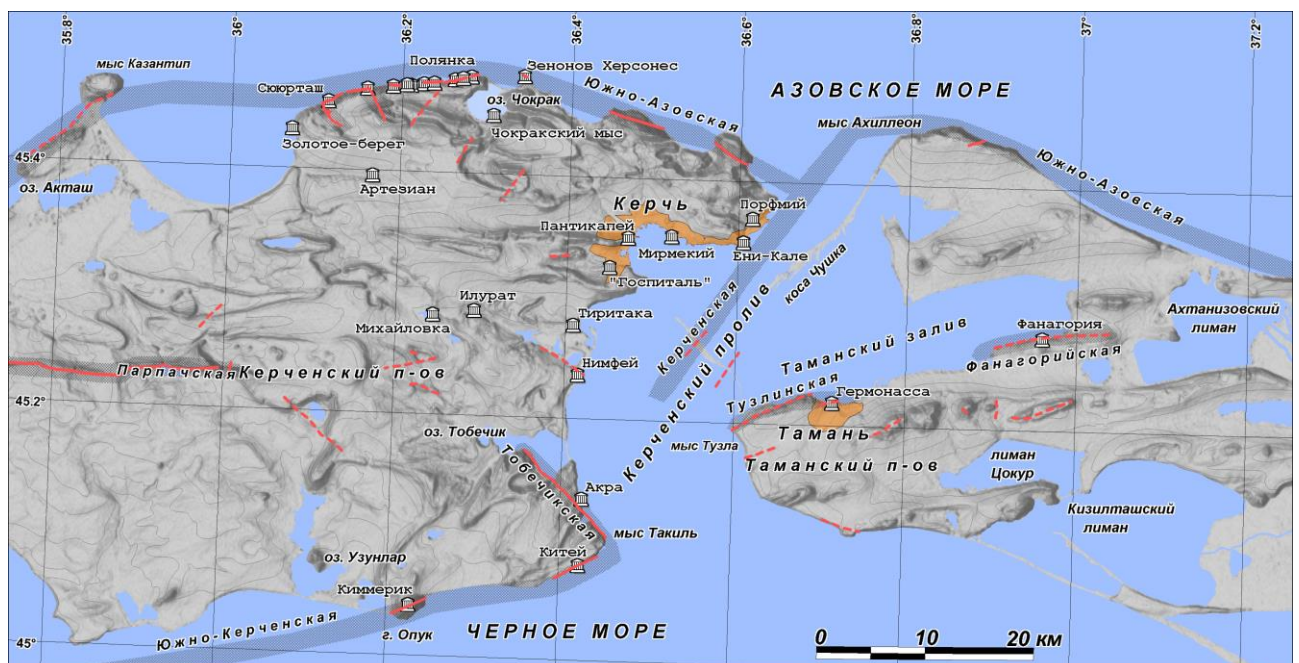 35.8
36
36.2
36.4
36.6
36.8
37
37.2
мыс Казантип
Полянка
Зенонов Херсонес
Сююрташ
оз. Чокрак
Южно-Азовская
АЗОВСКОЕ МОРЕ
Чокракский мыс
мыс Ахиллеон
Золотое-берег
45.4°
оз. Акташ
Артезиан
Южно-Азовская
Керчь
Порфмий
Пантикапей
Мирмекий
Ени-Кале
"Госпиталь"
коса Чушка
Илурат
Михайловка
Тиритака
Керченская
Керченский пролив
Таманский залив
Фанагория
Ахтанизовский
лиман
Фанагорийская
Парпачская
Керченский п-ов
Нимфей
Тузлинская
Гермонасса
45.2°
оз. Тобечик
мыс Тузла
Тамань
Таманский п-ов
лиман
Цокур
Тобечикская
Акра
Кизилташский
лиман
мыс Такиль
Китей
оз. Узунлар
Киммерик
Южно-Керченская
г. Опук
ЧЕРНОЕ МОРЕ
45°
0 10 20 км